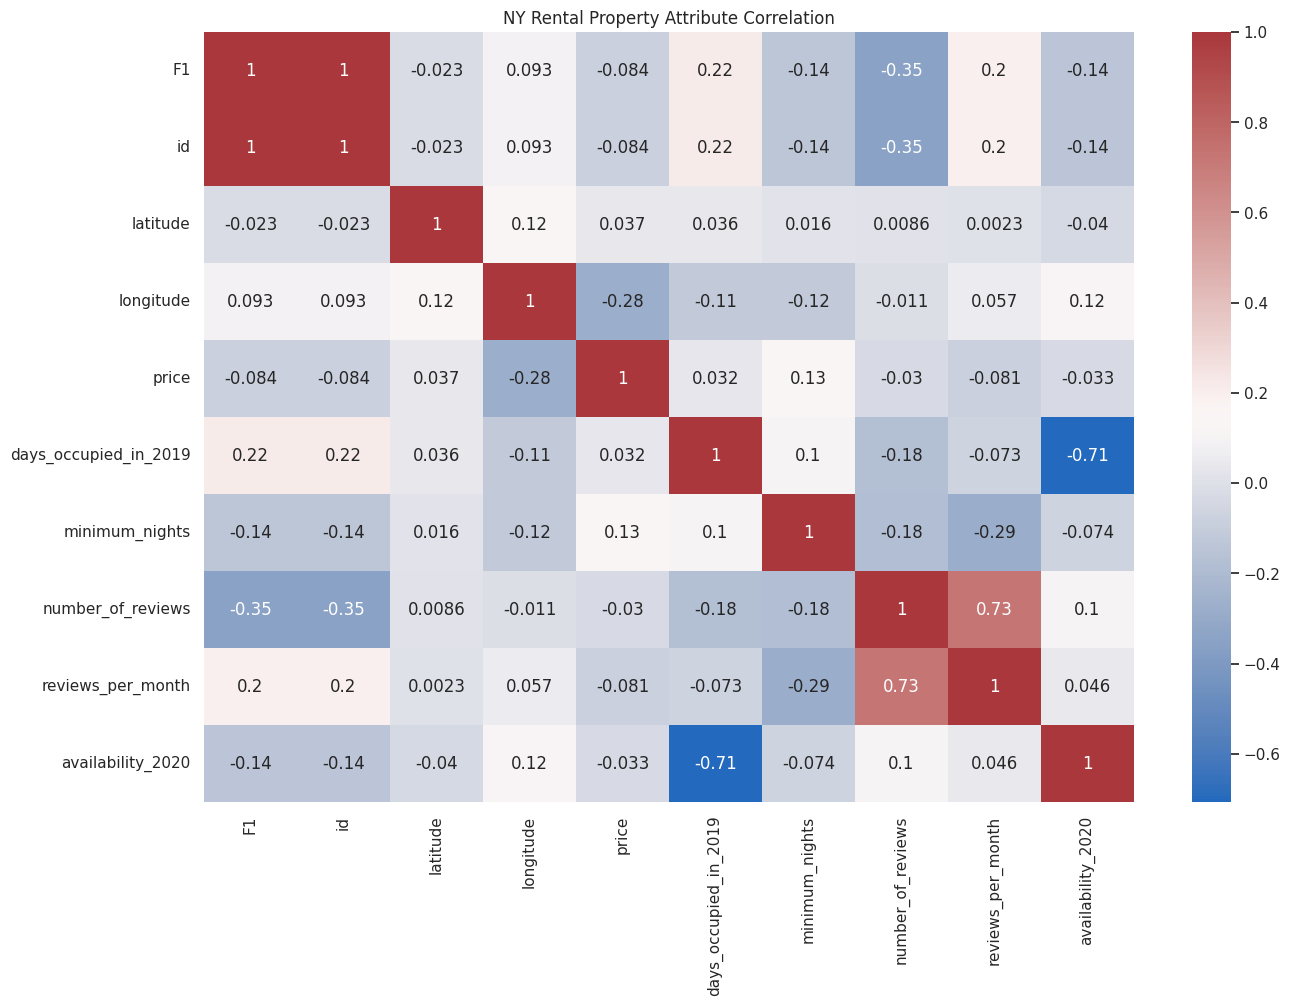 NY Rental Property Attribute Correlation
F1 1 1 -0.023 0.093 -0.084 0.22 -0.14 -0.35 0.2 -0.14
id 1 1 -0.023 0.093 -0.084 0.22 -0.14 -0.35 0.2 -0.14
latitude -0.023 -0.023 1 0.12 0.037 0.036 0.016 0.0086 0.0023 -0.04
longitude 0.093 0.093 0.12 1 -0.28 -0.11 -0.12 -0.011 0.057 0.12
price -0.084 -0.084 0.037 -0.28 1 0.032 0.13 -0.03 -0.081 -0.033
days_occupied_in_2019 0.22 0.22 0.036 -0.11 0.032 1 0.1 -0.18 -0.073 -0.71
minimum_nights -0.14 -0.14 0.016 -0.12 0.13 0.1 1 -0.18 -0.29 -0.074
number_of_reviews -0.35 -0.35 0.0086 -0.011 -0.03 -0.18 -0.18 1 0.73 0.1
reviews_per_month 0.2 0.2 0.0023 0.057 -0.081 -0.073 -0.29 0.73 1 0.046
availability_2020 -0.14 -0.14 -0.04 0.12 -0.033 -0.71 -0.074 0.1 0.046 1
F1
id
latitude
longitude
price
days_occupied_in_2019
minimum_nights
number_of_reviews
reviews_per_month
availability_2020
1.0
0.8
0.6
0.4
0.2
0.0
−0.2
−0.4
−0.6